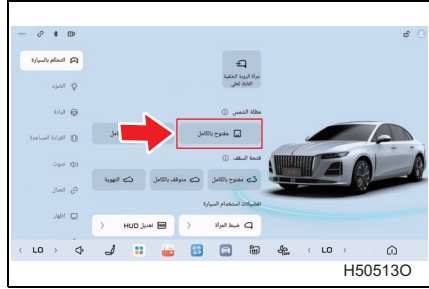 التحكم بالسيارة
الضوء
قيادة
القيادة المساعدة
صوت
اتصال
إظهار
مرآة الرؤية الخلفية
القابلة للطي
مظلة الشمس
مفتوح بالكامل
فتحة السقف
مفتوح بالكامل
متوقف بالكامل
التهوية
تفضيلات استخدام السيارة
ضبط المرآة
تعديل HUD
LO
LO
H50513O